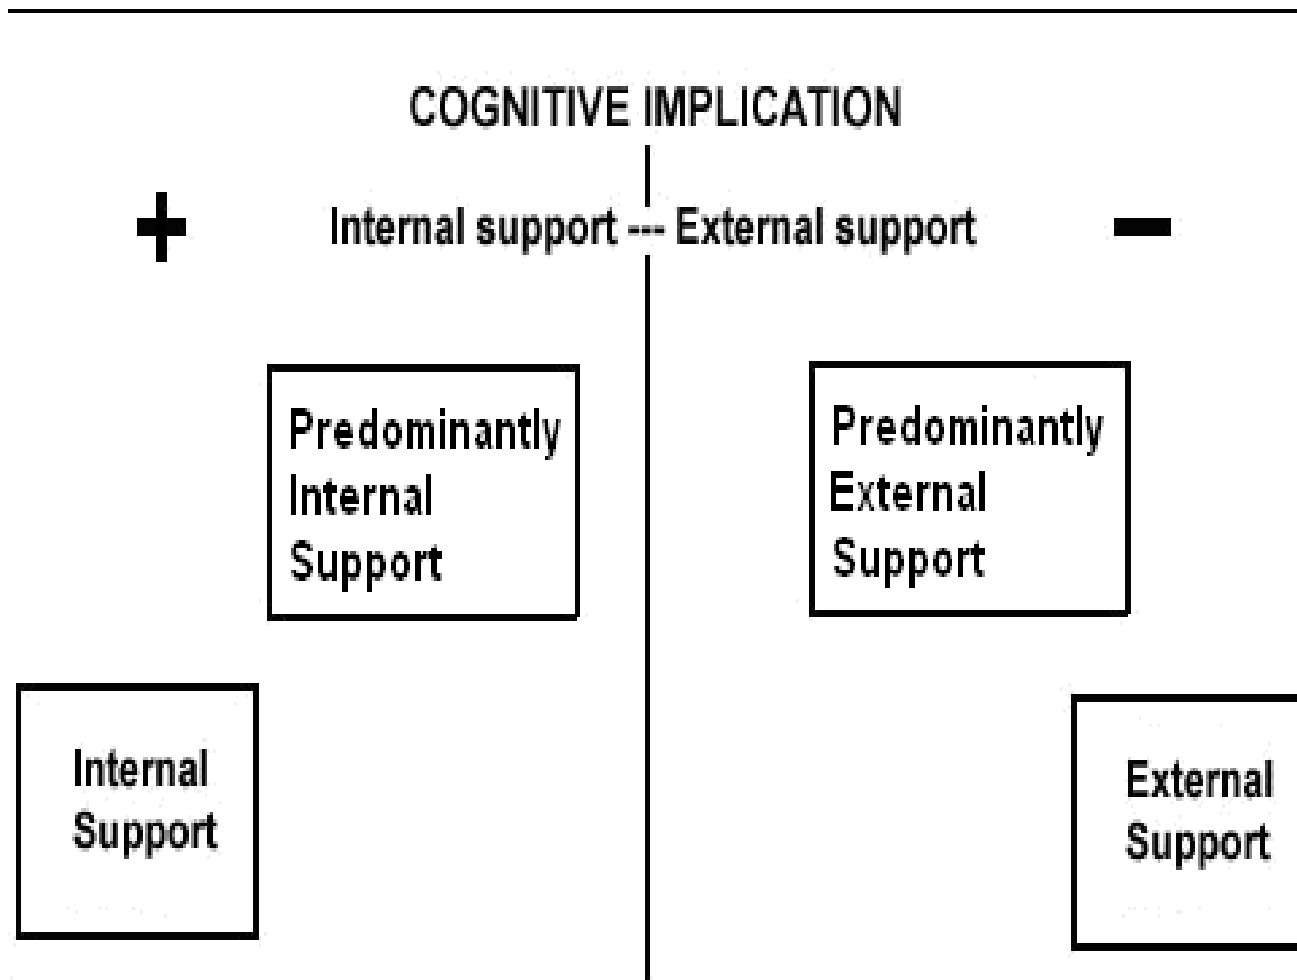 COGNITIVE IMPLICATION
+ Internal support --- External support −
Predominantly
Internal
Support
Predominantly
External
Support
Internal
Support
External
Support